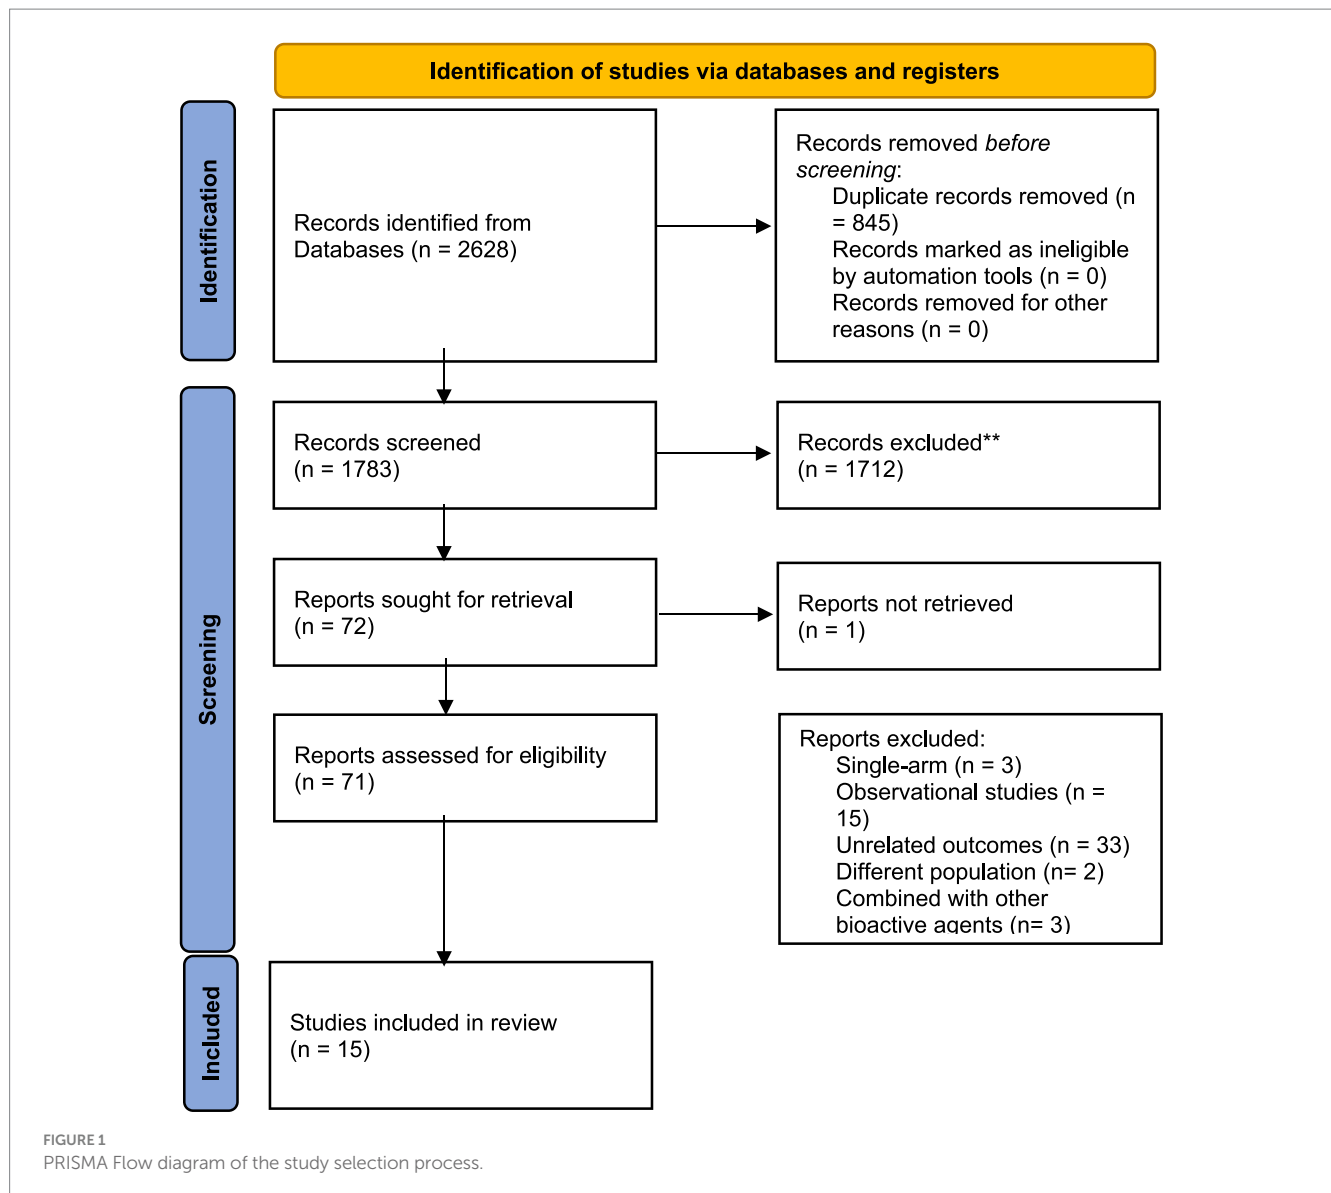 Identification of studies via databases and registers
Identification
Records identified from
Databases (n = 2628)
Records removed before
screening:
Duplicate records removed (n
= 845)
Records marked as ineligible
by automation tools (n = 0)
Records removed for other
reasons (n = 0)
Screening
Records screened
(n = 1783)
Records excluded**
(n = 1712)
Reports sought for retrieval
(n = 72)
Reports not retrieved
(n = 1)
Reports assessed for eligibility
(n = 71)
Reports excluded:
Single-arm (n = 3)
Observational studies (n =
15)
Unrelated outcomes (n = 33)
Different population (n= 2)
Combined with other
bioactive agents (n= 3)
Included
Studies included in review
(n = 15)
FIGURE 1
PRISMA Flow diagram of the study selection process.